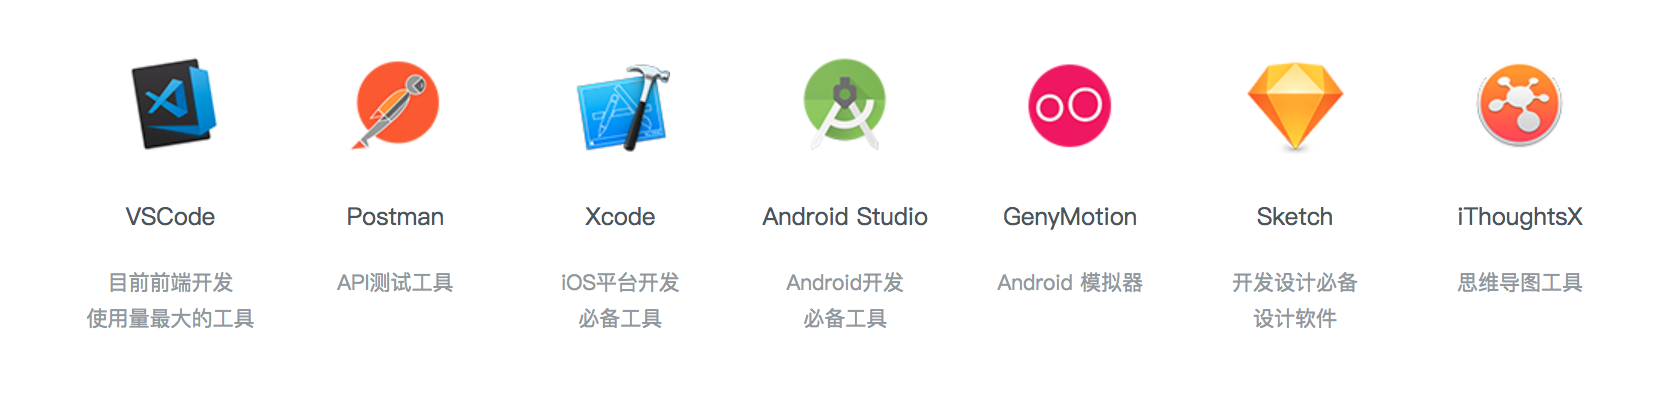 VSCode
目前前端开发
使用量最大的工具
Postman
API测试工具
Xcode
iOS平台开发
必备工具
Android Studio
Android开发
必备工具
GenyMotion
Android 模拟器
Sketch
开发设计必备
设计软件
iThoughtsX
思维导图工具